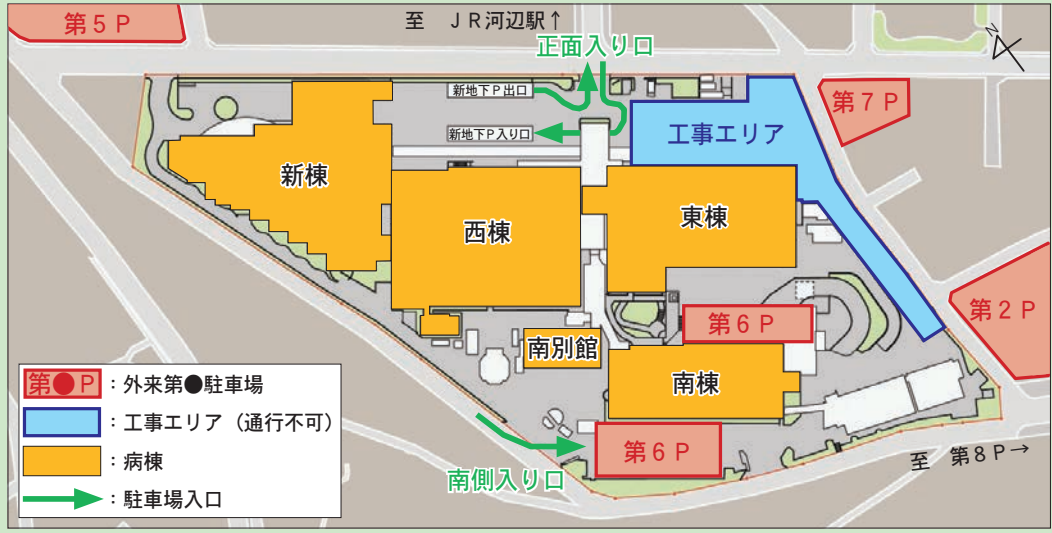 第5P
至 JR河辺駅↑
正面入り口
N
新地下P出口
新地下P入り口
第7P
工事エリア
新棟
西棟
東棟
第2P
第6P
南別館
南棟
第6P
南側入り口
至 第8P→
第●P：外来第●駐車場
：工事エリア（通行不可）
：病棟
：駐車場入口